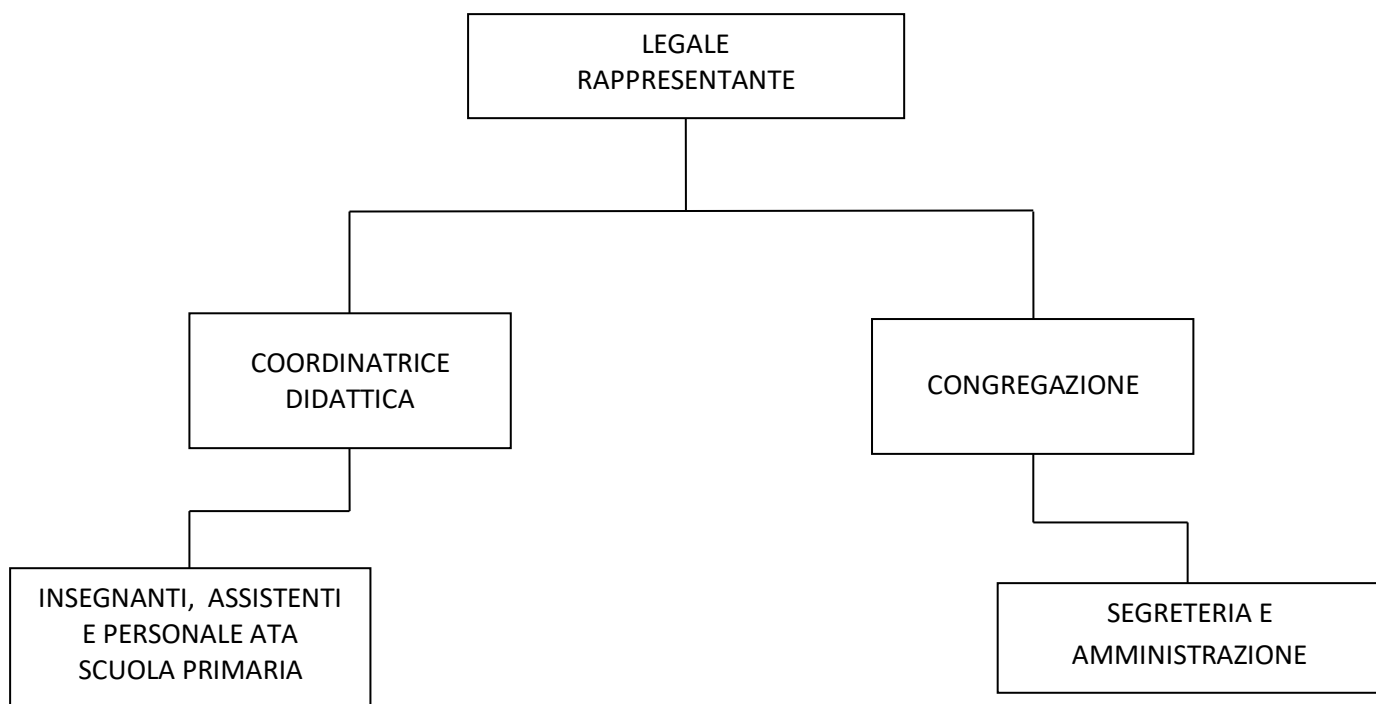 LEGALE
RAPPRESENTANTE
COORDINATRICE
DIDATTICA
CONGREGAZIONE
INSEGNANTI, ASSISTENTI
E PERSONALE ATA
SCUOLA PRIMARIA
SEGRETERIA E
AMMINISTRAZIONE